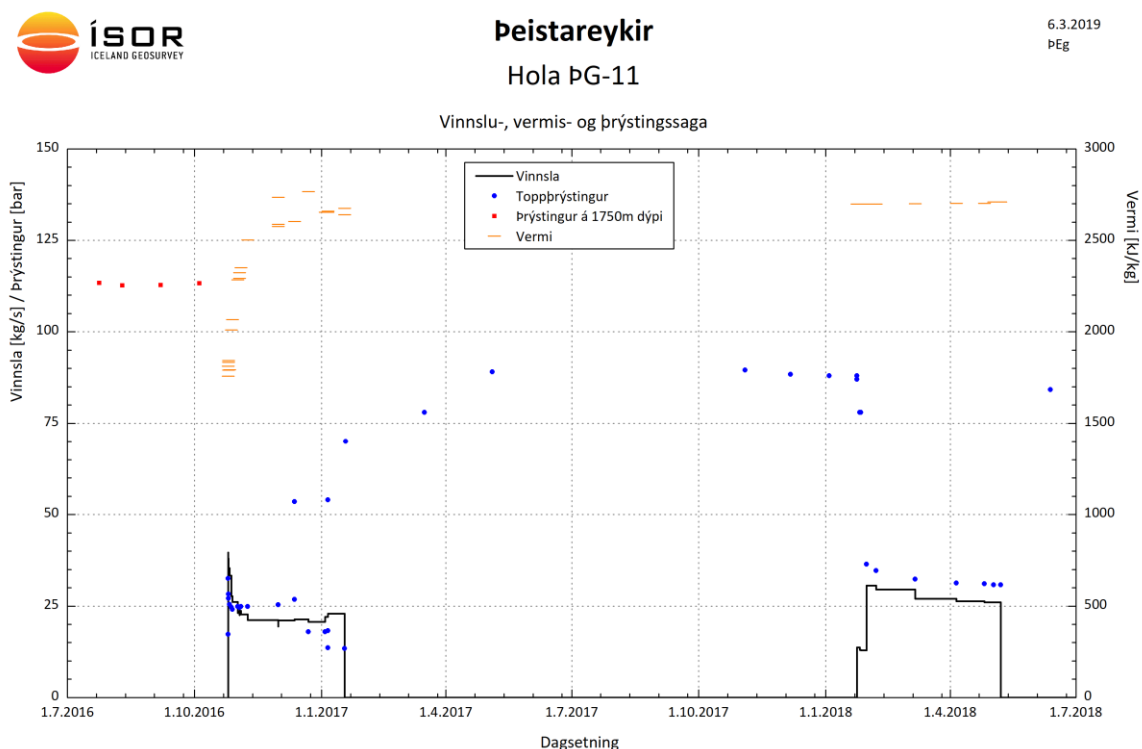 ÍSOR
ICELAND GEOSURVEY
Þeistareykir
Hola ÞG-11
6.3.2019
ÞEg
Vinnslu-, vermis- og þrýstingssaga
Vinnsla [kg/s] / Þrýstingur [bar]
150
125
100
75
50
25
0
Vinnsla
Toppþrýstingur
Þrýstingur á 1750m dýpi
Vermi
3000
2500
2000
1500
1000
500
0
Vermi [kJ/kg]
1.7.2016
1.10.2016
1.1.2017
1.4.2017
1.7.2017
1.10.2017
1.1.2018
1.4.2018
1.7.2018
Dagsetning